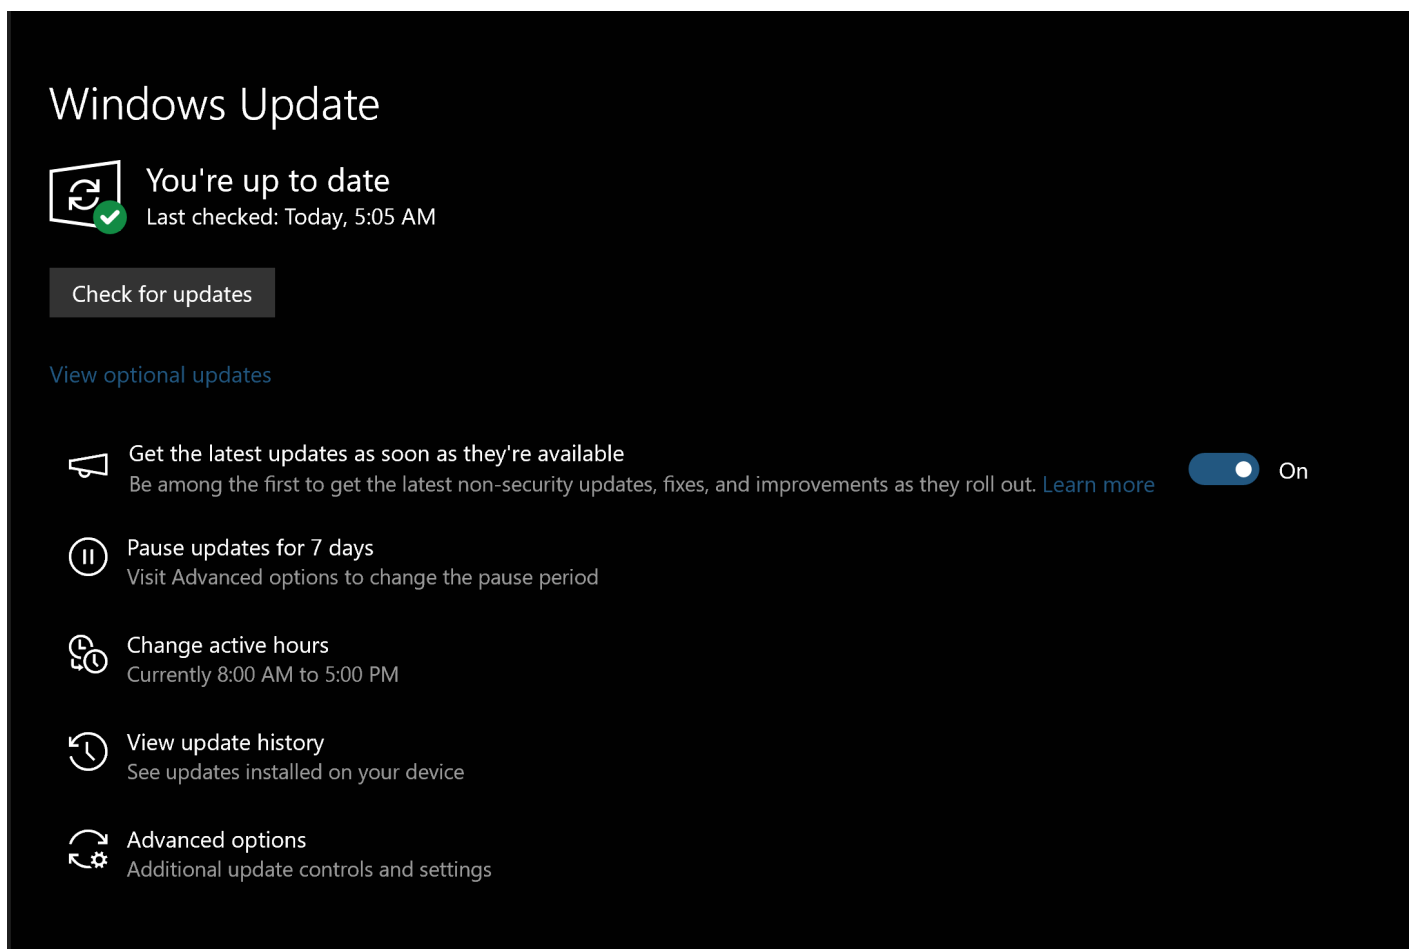 Windows Update
You're up to date
Last checked: Today, 5:05 AM
Check for updates
View optional updates
Get the latest updates as soon as they're available
Be among the first to get the latest non-security updates, fixes, and improvements as they roll out. Learn more
On
Pause updates for 7 days
Visit Advanced options to change the pause period
Change active hours
Currently 8:00 AM to 5:00 PM
View update history
See updates installed on your device
Advanced options
Additional update controls and settings